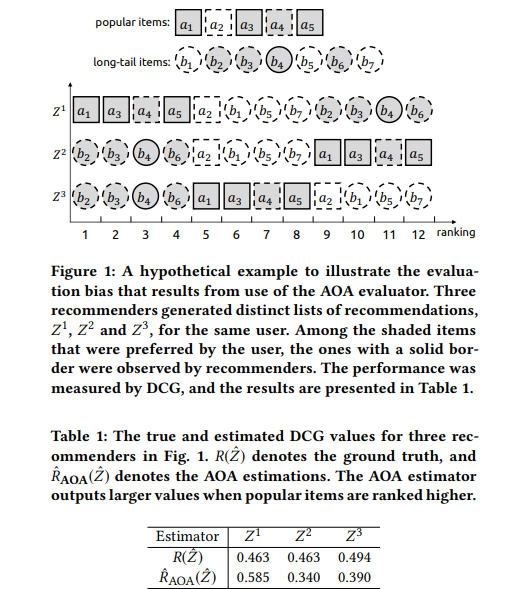 popular items: a1 a2 a3 a4 a5
long-tail items: b1 b2 b3 b4 b5 b6 b7
Z¹ a1 a3 a4 a5 a2 b1 b5 b7 b2 b3 b4 b6
Z² b2 b3 b4 b6 a2 b1 b5 b7 a1 a3 a4 a5
Z³ b2 b3 b4 b6 a1 a3 a4 a5 a2 b1 b5 b7
1 2 3 4 5 6 7 8 9 10 11 12 ranking
Figure 1: A hypothetical example to illustrate the evalua-
tion bias that results from use of the AOA evaluator. Three
recommenders generated distinct lists of recommendations,
Z¹, Z² and Z³, for the same user. Among the shaded items
that were preferred by the user, the ones with a solid bor-
der were observed by recommenders. The performance was
measured by DCG, and the results are presented in Table 1.
Table 1: The true and estimated DCG values for three rec-
ommenders in Fig. 1. R(Ẑ) denotes the ground truth, and
R̂AOA(Ẑ) denotes the AOA estimations. The AOA estimator
outputs larger values when popular items are ranked higher.
Estimator Z¹ Z² Z³
R(Ẑ) 0.463 0.463 0.494
R̂AOA(Ẑ) 0.585 0.340 0.390